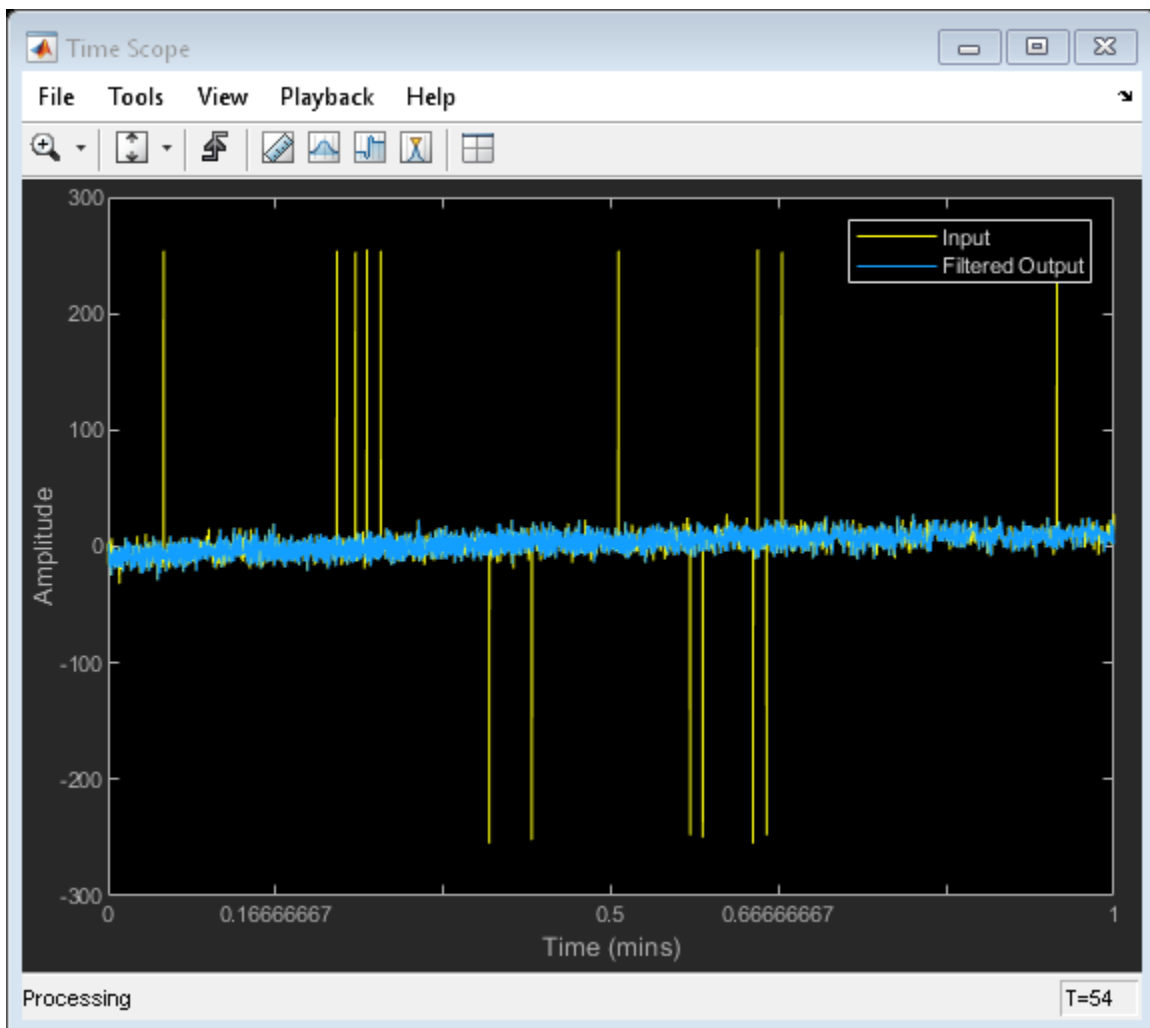 Time Scope
File Tools View Playback Help
Input
Filtered Output
300
200
100
0
-100
-200
-300
Amplitude
0 0.16666667 0.5 0.66666667 1
Time (mins)
Processing T=54